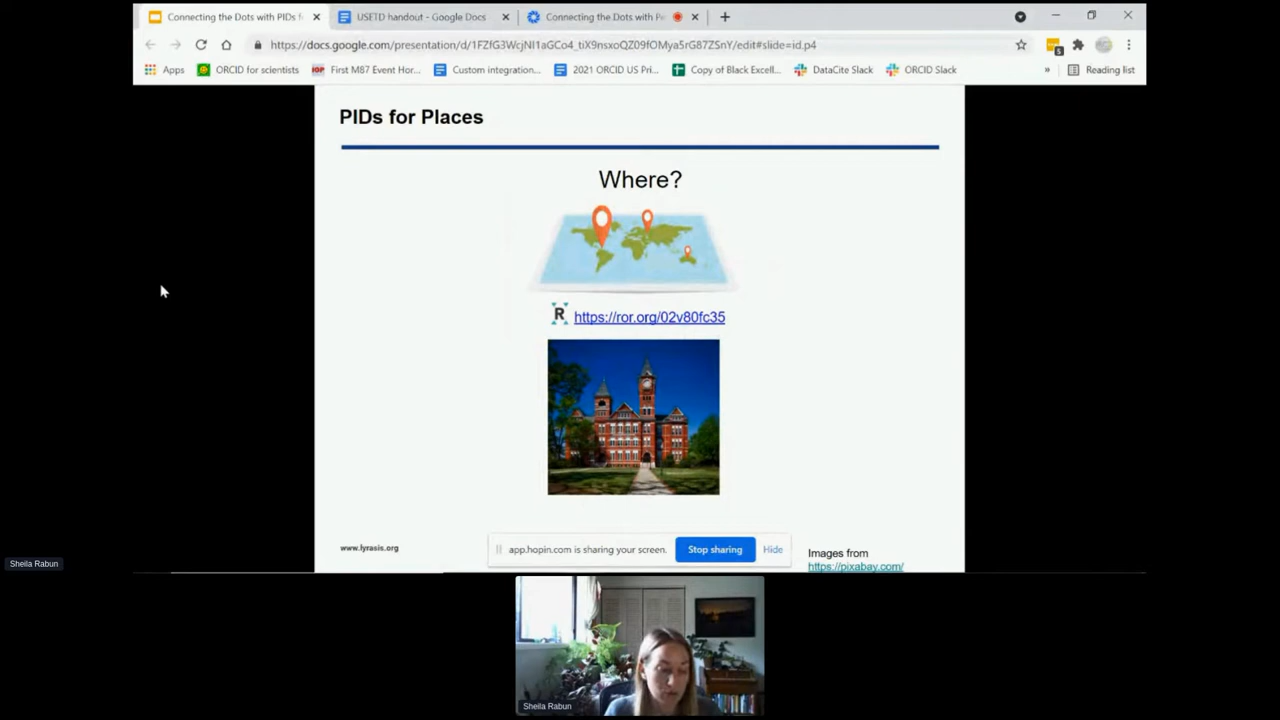 Connecting the Dots with PIDs f
USETD handout - Google Docs
Connecting the Dots with Pe
https://docs.google.com/presentation/d/1FZfG3WcjNI1aGCo4_tiX9nsxoQZ09fOMya5rG87ZSnY/edit#slide=id.p4
Apps
ORCID for scientists
IOP
First M87 Event Hor...
Custom integration...
2021 ORCID US Pri...
Copy of Black Excell...
DataCite Slack
ORCID Slack
»
Reading list
PIDs for Places
Where?
R https://ror.org/02v80fc35
www.lyrasis.org
app.hopin.com is sharing your screen.
Stop sharing
Hide
Images from
https://pixabay.com/
Sheila Rabun
Sheila Rabun